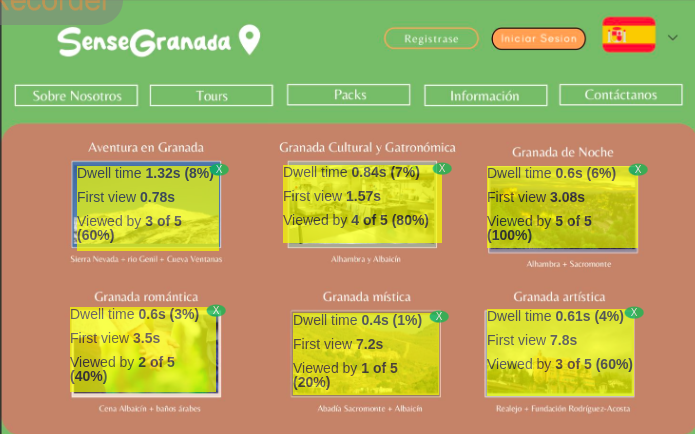 Recorder
SenseGranada
Regístrase
Iniciar Sesion
Sobre Nosotros
Tours
Packs
Información
Contáctanos
Aventura en Granada
Dwell time 1.32s (8%)
X
First view 0.78s
Viewed by 3 of 5
(60%)
Sierra Nevada + río Genil + Cueva Ventanas
Granada Cultural y Gatronómica
Dwell time 0.84s (7%)
X
First view 1.57s
Viewed by 4 of 5 (80%)
Alhambra y Albaicín
Granada de Noche
Dwell time 0.6s (6%)
X
First view 3.08s
Viewed by 5 of 5
(100%)
Alhambra + Sacromonte
Granada romántica
Dwell time 0.6s (3%)
X
First view 3.5s
Viewed by 2 of 5
(40%)
Cena Albaicín + baños árabes
Granada mística
Dwell time 0.4s (1%)
X
First view 7.2s
Viewed by 1 of 5
(20%)
Abadía Sacromonte + Albaicín
Granada artística
Dwell time 0.61s (4%)
X
First view 7.8s
Viewed by 3 of 5 (60%)
Realejo + Fundación Rodríguez-Acosta